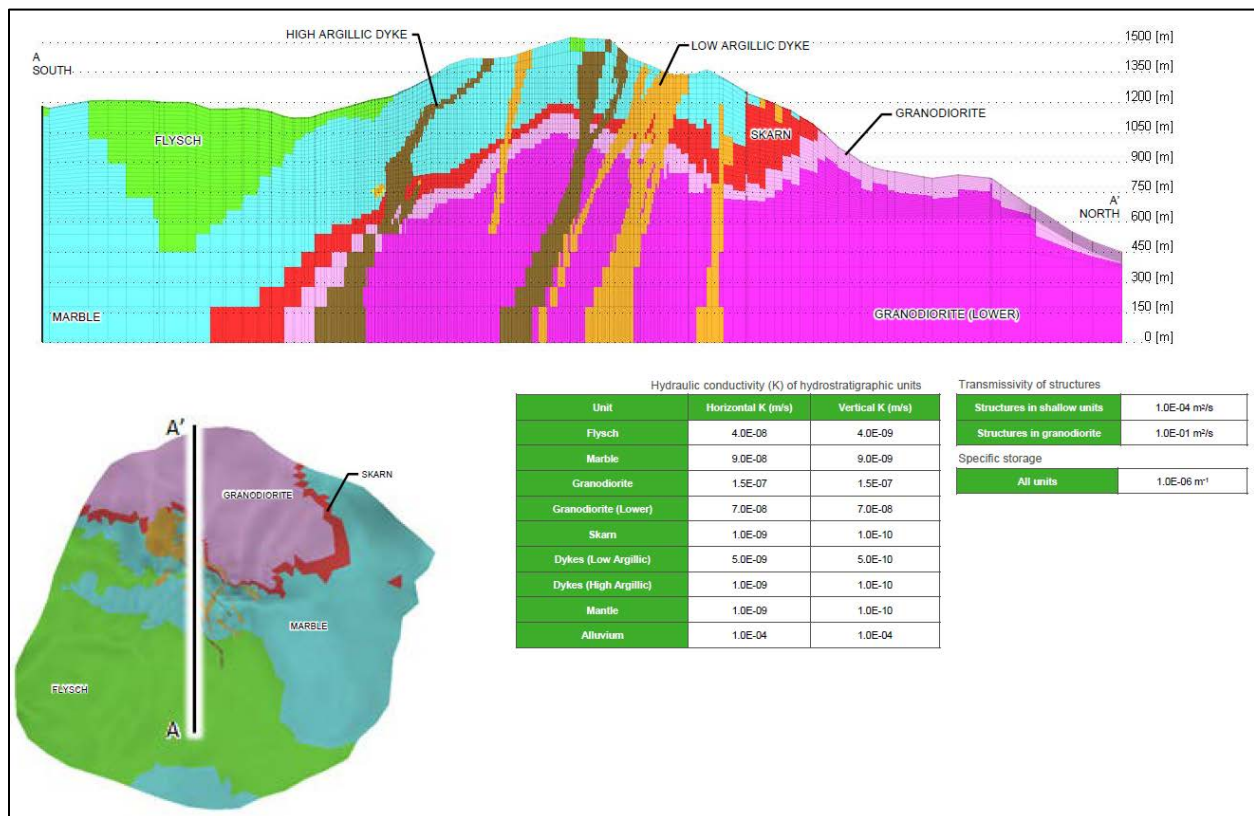 HIGH ARGILLIC DYKE
LOW ARGILLIC DYKE
A
SOUTH
1500 [m]
1350 [m]
1200 [m]
1050 [m]
900 [m]
750 [m]
600 [m]
450 [m]
300 [m]
150 [m]
0 [m]
GRANODIORITE
FLYSCH
SKARN
A'
NORTH
MARBLE
GRANODIORITE (LOWER)
A'
SKARN
GRANODIORITE
MARBLE
FLYSCH
A
Hydraulic conductivity (K) of hydrostratigraphic units
Unit Horizontal K (m/s) Vertical K (m/s)
Flysch 4.0E-08 4.0E-09
Marble 9.0E-08 9.0E-09
Granodiorite 1.5E-07 1.5E-07
Granodiorite (Lower) 7.0E-08 7.0E-08
Skarn 1.0E-09 1.0E-10
Dykes (Low Argillic) 5.0E-09 5.0E-10
Dykes (High Argillic) 1.0E-09 1.0E-10
Mantle 1.0E-09 1.0E-10
Alluvium 1.0E-04 1.0E-04
Transmissivity of structures
Structures in shallow units 1.0E-04 m²/s
Structures in granodiorite 1.0E-01 m²/s
Specific storage
All units 1.0E-06 m⁻¹